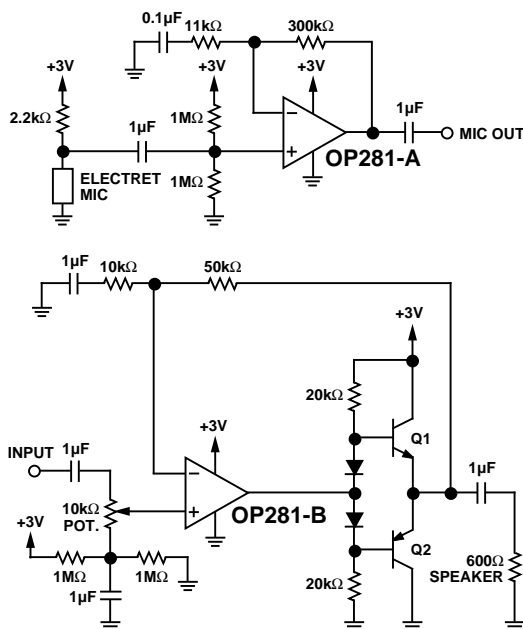 0.1µF
11kΩ
300kΩ
+3V
+3V
+3V
2.2kΩ
1µF
1MΩ
1µF
MIC OUT
OP281-A
ELECTRET
MIC
1MΩ
1µF
10kΩ
50kΩ
+3V
20kΩ
Q1
+3V
1µF
INPUT
1µF
10kΩ
POT.
OP281-B
+3V
Q2
1MΩ
1MΩ
1µF
20kΩ
600Ω
SPEAKER